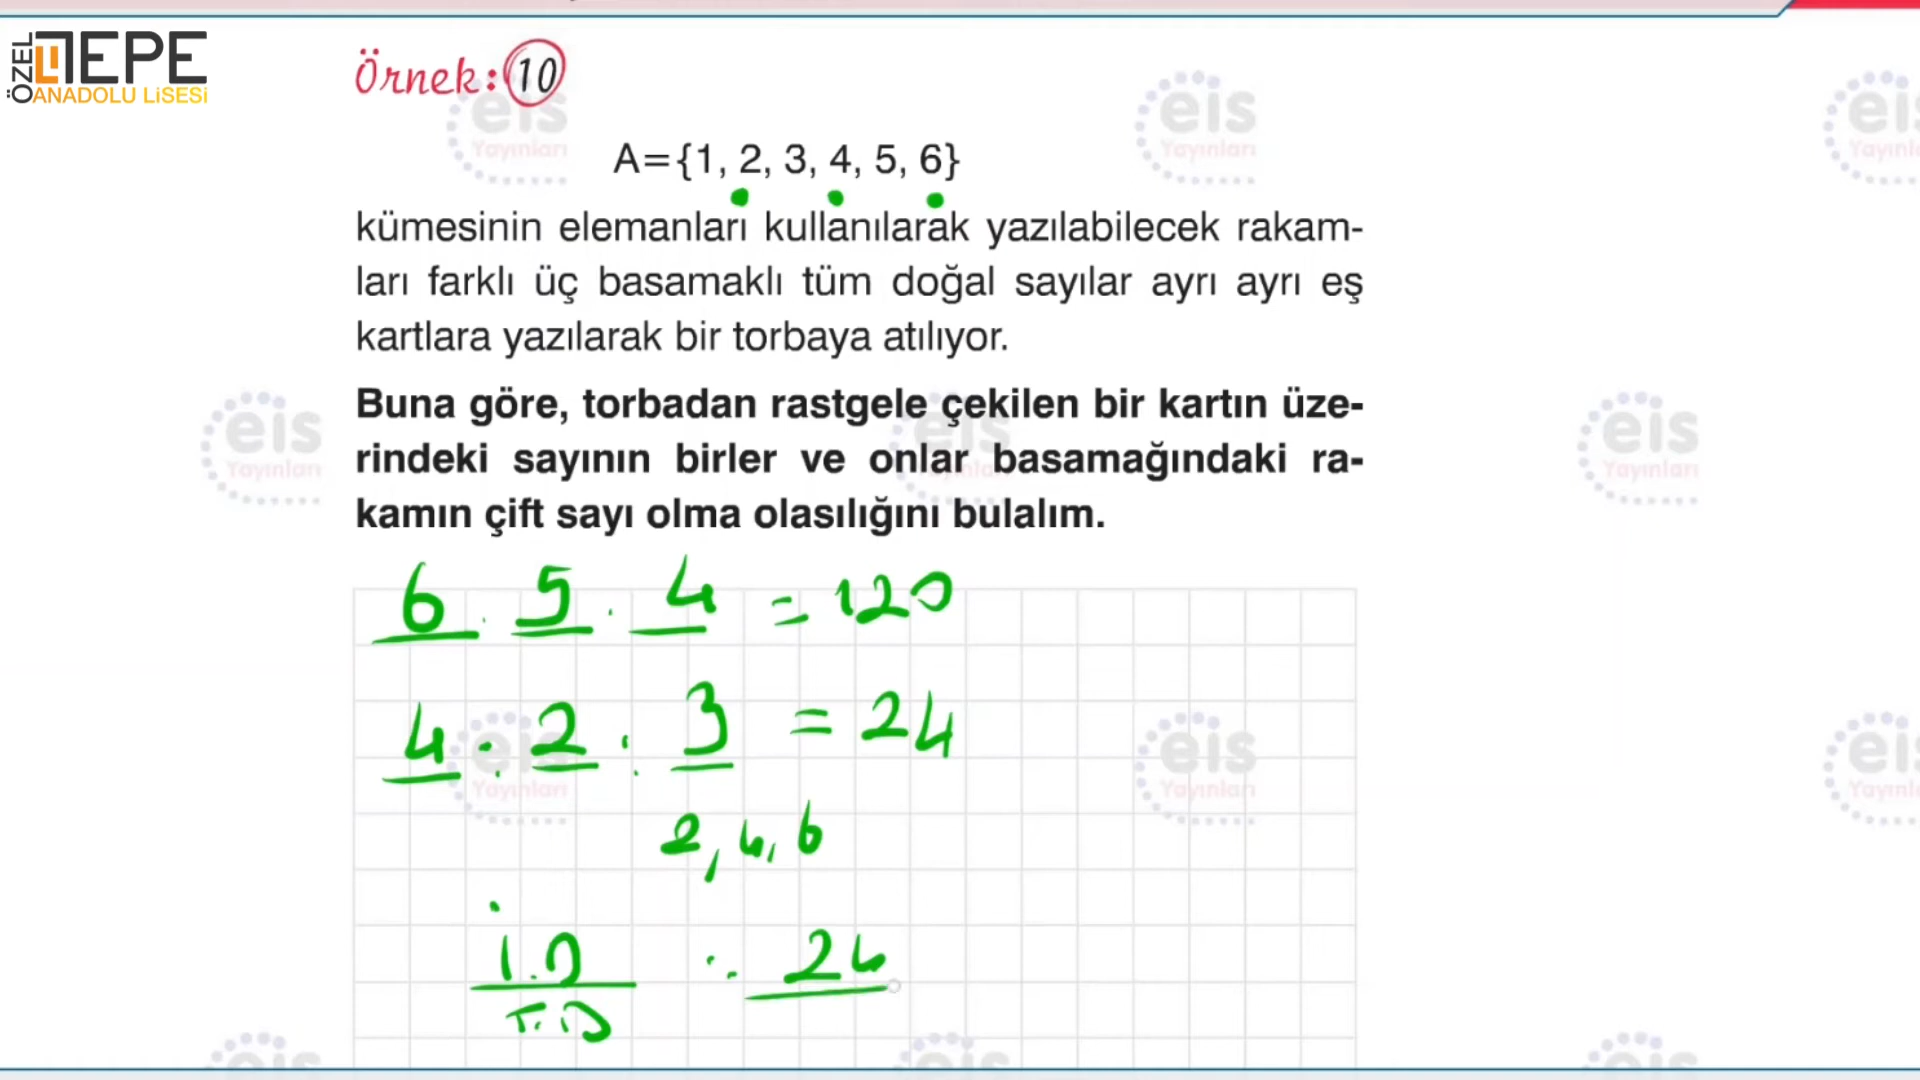 ÖZEL TEPE
ANADOLU LİSESİ
Örnek: 10
A={1, 2, 3, 4, 5, 6}
kümesinin elemanları kullanılarak yazılabilecek rakam-
ları farklı üç basamaklı tüm doğal sayılar ayrı ayrı eş
kartlara yazılarak bir torbaya atılıyor.
Buna göre, torbadan rastgele çekilen bir kartın üze-
rindeki sayının birler ve onlar basamağındaki ra-
kamın çift sayı olma olasılığını bulalım.
6 . 5 . 4 = 120
4 . 2 . 3 = 24
2, 4, 6
İ.D 24
T.D
eis
Yayınları